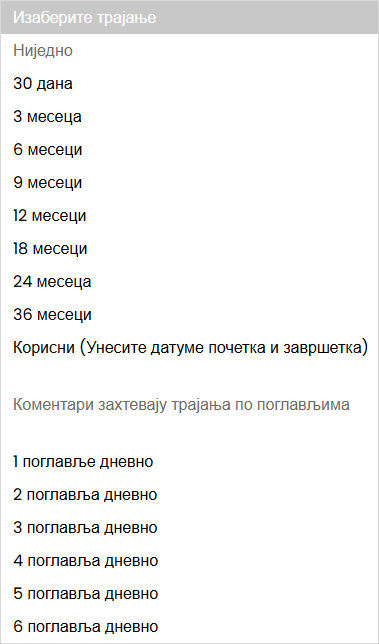 Изаберите трајање
Ниједно
30 дана
3 месеца
6 месеци
9 месеци
12 месеци
18 месеци
24 месеца
36 месеци
Корисни (Унесите датуме почетка и завршетка)
Коментари захтевају трајања по поглављима
1 поглавље дневно
2 поглавља дневно
3 поглавља дневно
4 поглавља дневно
5 поглавља дневно
6 поглавља дневно